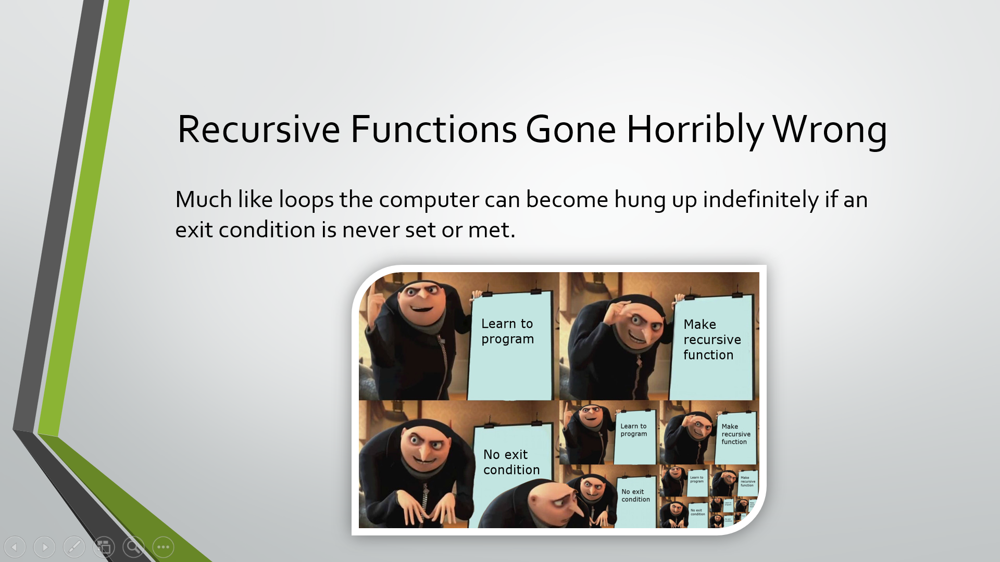 Recursive Functions Gone Horribly Wrong
Much like loops the computer can become hung up indefinitely if an
exit condition is never set or met.
Learn to
program
Make
recursive
function
No exit
condition
Learn to
program
Make
recursive
function
No exit
condition
Learn to
program
Make
recursive
function
No exit
condition